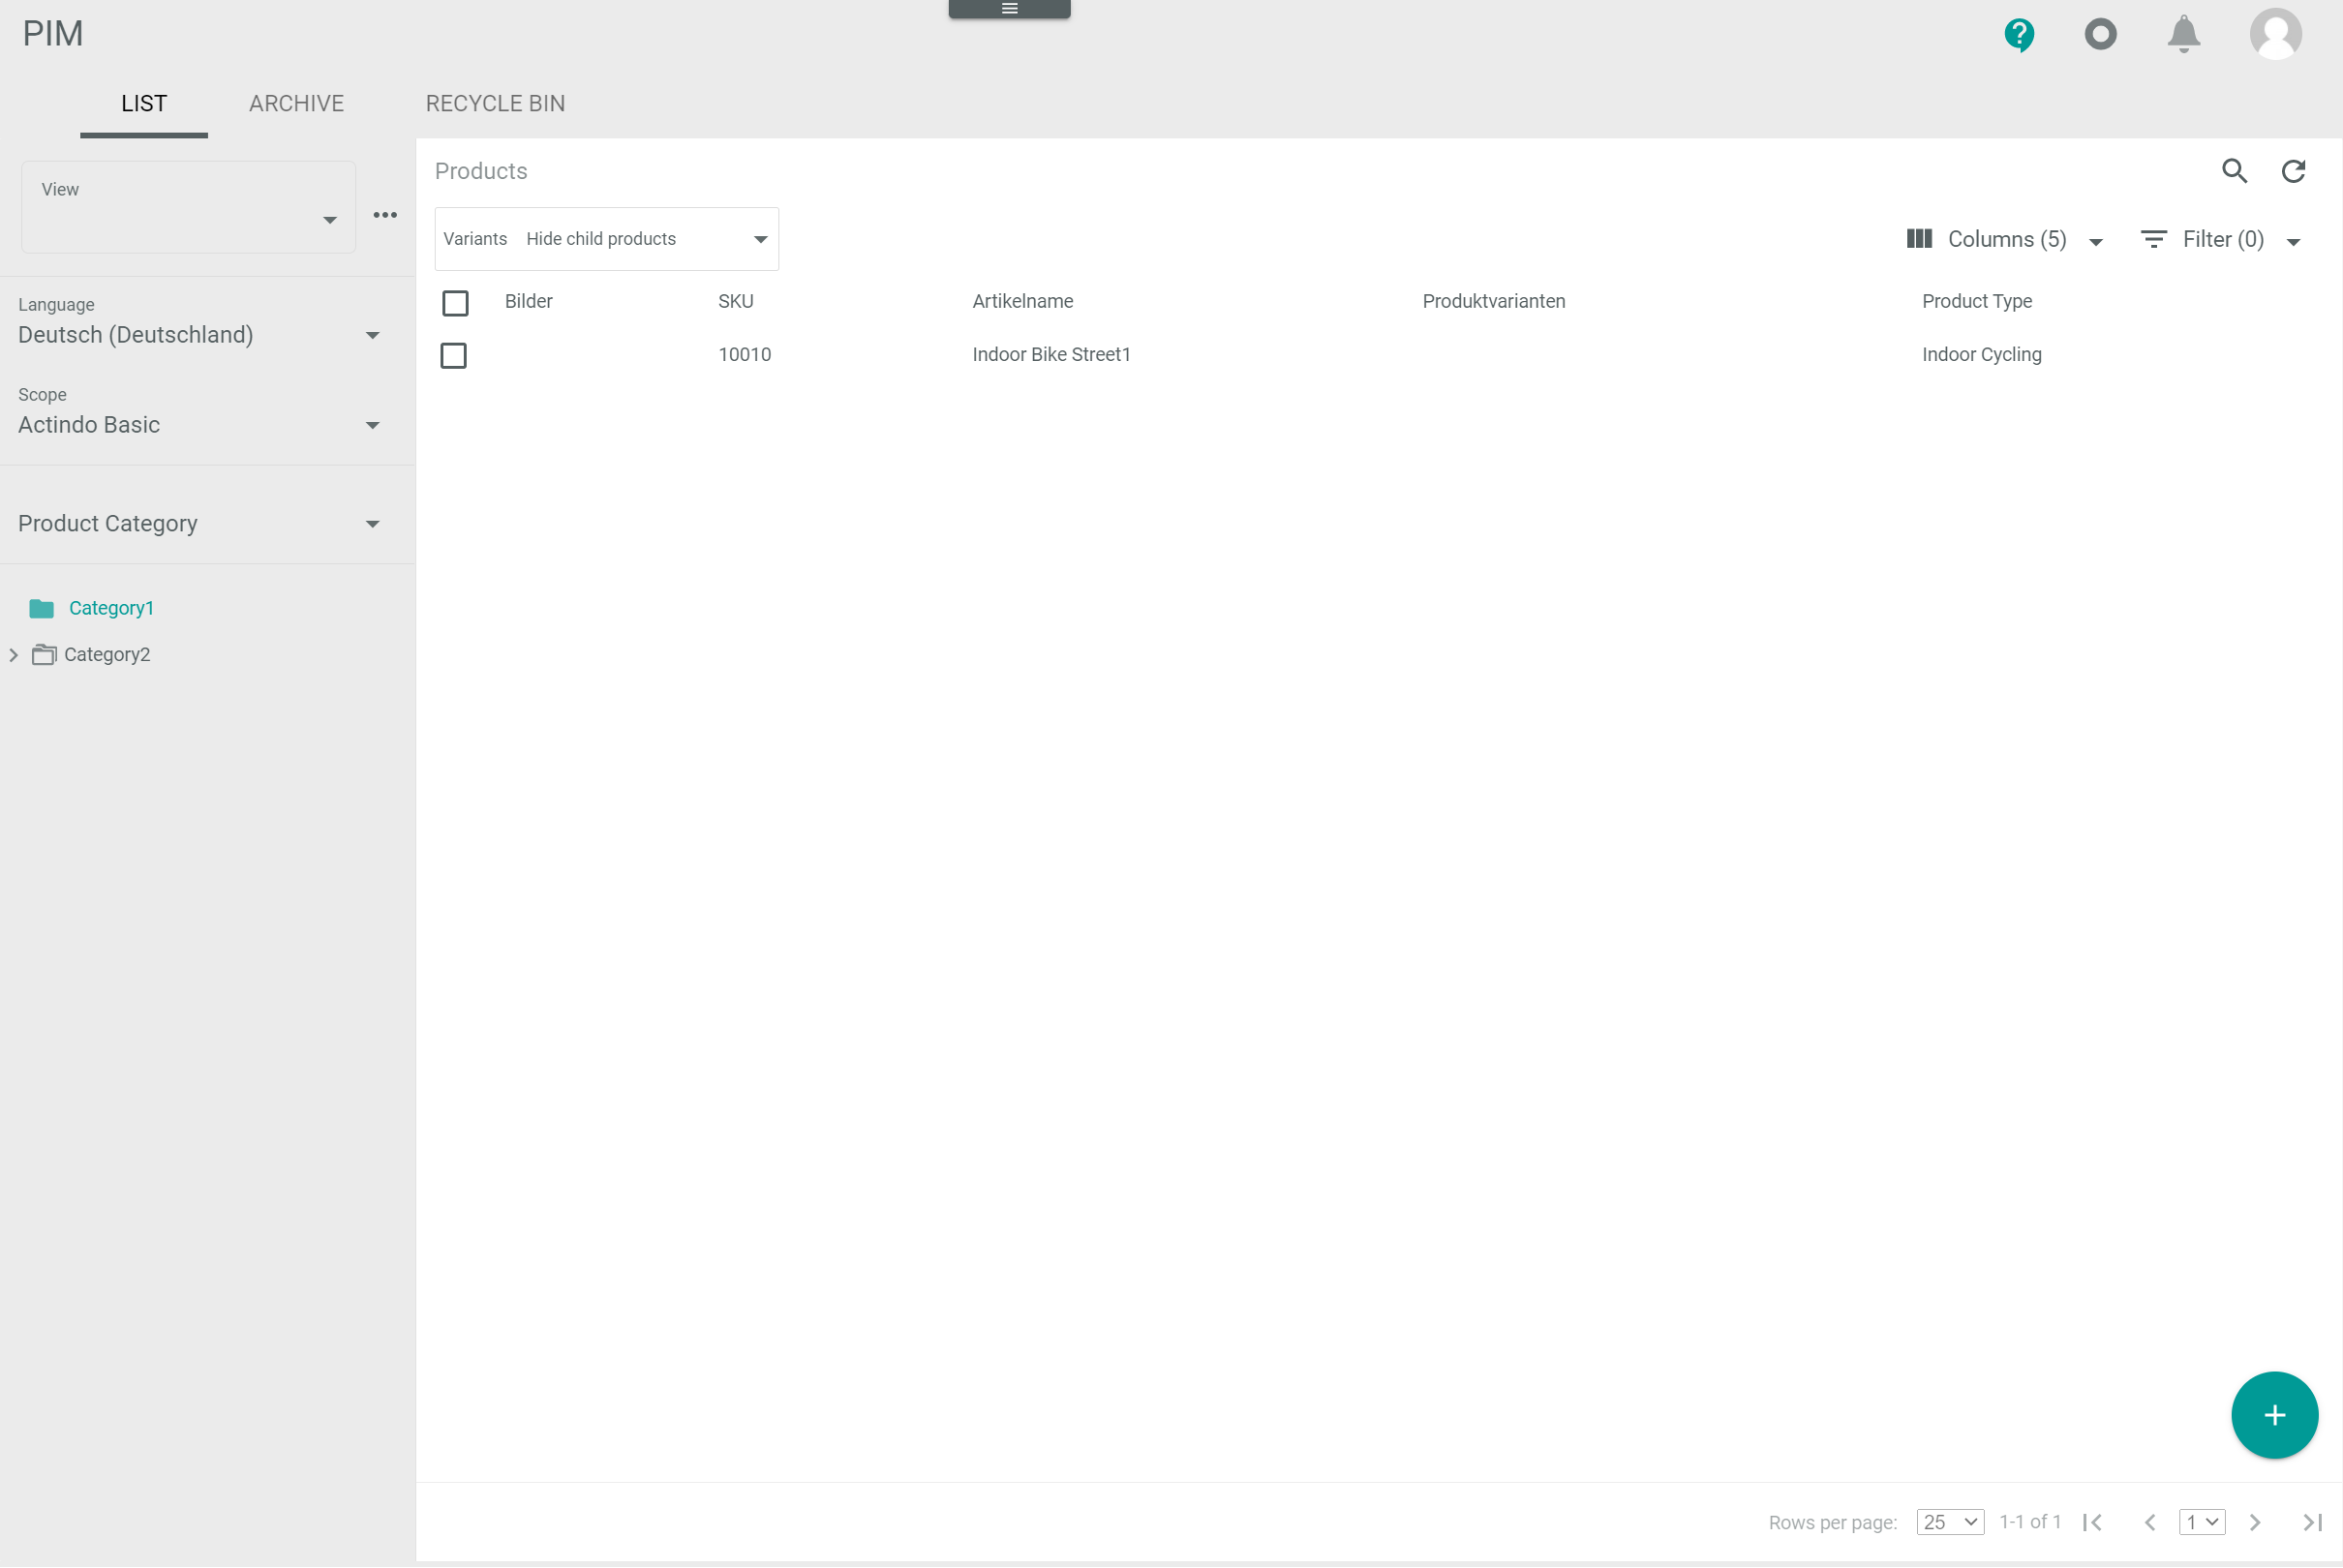 PIM
LIST ARCHIVE RECYCLE BIN
View
Language
Deutsch (Deutschland)
Scope
Actindo Basic
Product Category
Category1
Category2
Products
Variants Hide child products
Columns (5) Filter (0)
Bilder SKU Artikelname Produktvarianten Product Type
10010 Indoor Bike Street1 Indoor Cycling
Rows per page: 25 1-1 of 1 1